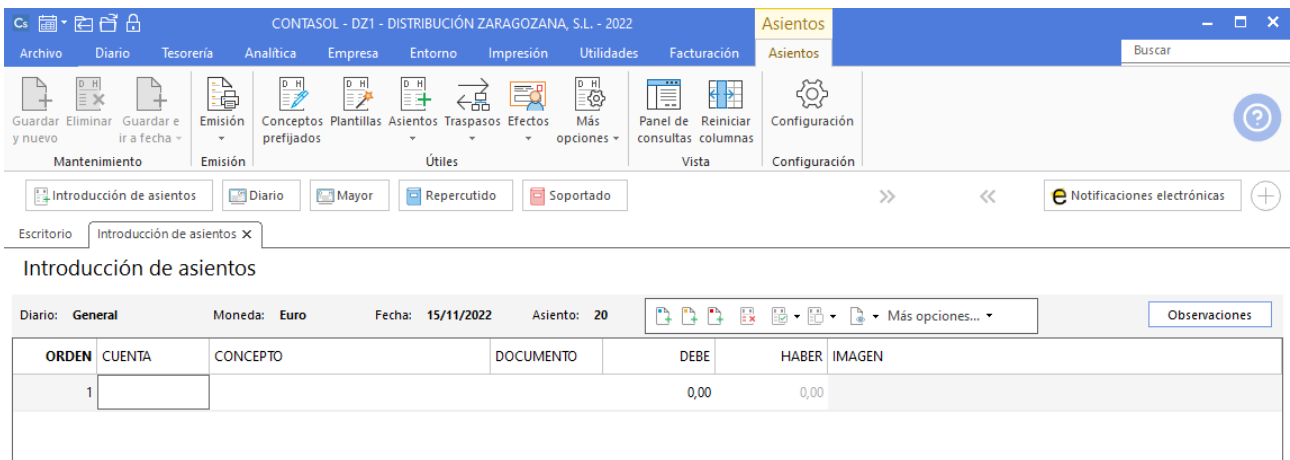 Cs CONTASOL - DZ1 - DISTRIBUCIÓN ZARAGOZANA, S.L. - 2022 Asientos
Archivo Diario Tesorería Analítica Empresa Entorno Impresión Utilidades Facturación Asientos Buscar
Guardar y nuevo
Eliminar
Guardar e ir a fecha
Emisión
Conceptos prefijados
Plantillas
Asientos
Traspasos
Efectos
Más opciones
Panel de consultas
Reiniciar columnas
Configuración
Mantenimiento Emisión Útiles Vista Configuración
Introducción de asientos Diario Mayor Repercutido Soportado >> << e Notificaciones electrónicas
Escritorio Introducción de asientos X
Introducción de asientos
Diario: General Moneda: Euro Fecha: 15/11/2022 Asiento: 20 Más opciones... Observaciones
ORDEN CUENTA CONCEPTO DOCUMENTO DEBE HABER IMAGEN
1 0,00 0,00